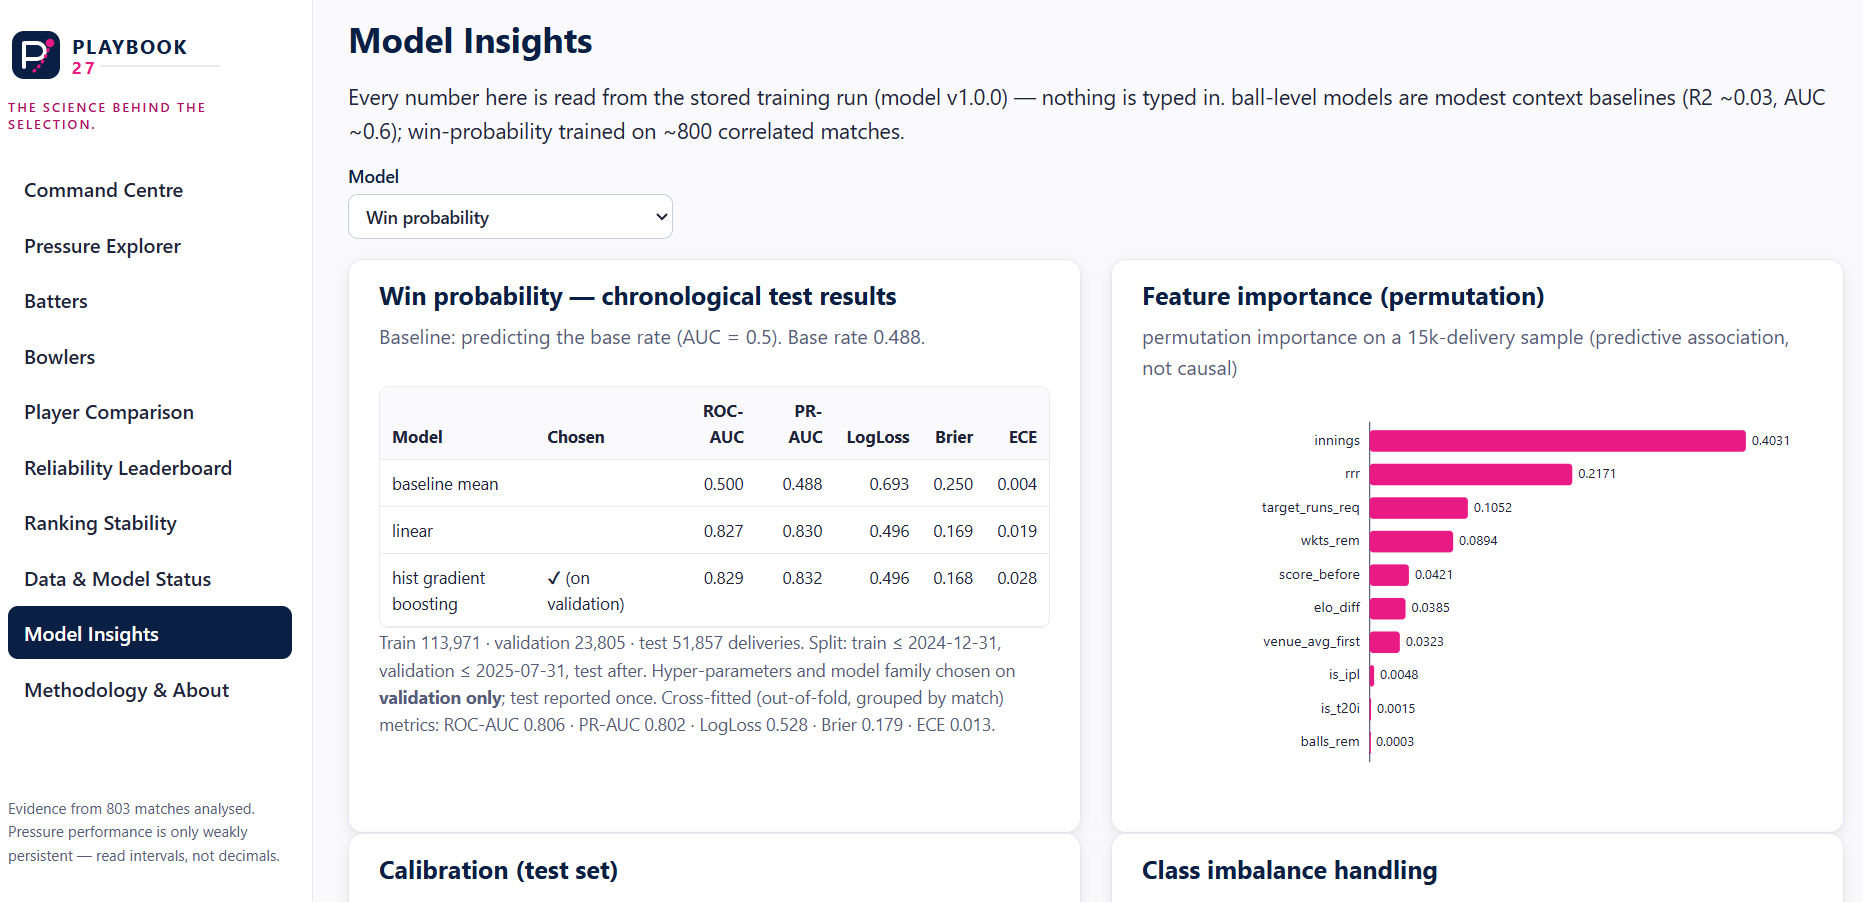 PLAYBOOK
27
THE SCIENCE BEHIND THE
SELECTION.
Command Centre
Pressure Explorer
Batters
Bowlers
Player Comparison
Reliability Leaderboard
Ranking Stability
Data & Model Status
Model Insights
Methodology & About
Evidence from 803 matches analysed.
Pressure performance is only weakly
persistent — read intervals, not decimals.
Model Insights
Every number here is read from the stored training run (model v1.0.0) — nothing is typed in. ball-level models are modest context baselines (R2 ~0.03, AUC
~0.6); win-probability trained on ~800 correlated matches.
Model
Win probability
Win probability — chronological test results
Baseline: predicting the base rate (AUC = 0.5). Base rate 0.488.
Model Chosen ROC-AUC PR-AUC LogLoss Brier ECE
baseline mean 0.500 0.488 0.693 0.250 0.004
linear 0.827 0.830 0.496 0.169 0.019
hist gradient boosting ✓ (on validation) 0.829 0.832 0.496 0.168 0.028
Train 113,971 · validation 23,805 · test 51,857 deliveries. Split: train ≤ 2024-12-31,
validation ≤ 2025-07-31, test after. Hyper-parameters and model family chosen on
validation only; test reported once. Cross-fitted (out-of-fold, grouped by match)
metrics: ROC-AUC 0.806 · PR-AUC 0.802 · LogLoss 0.528 · Brier 0.179 · ECE 0.013.
Feature importance (permutation)
permutation importance on a 15k-delivery sample (predictive association,
not causal)
innings 0.4031
rrr 0.2171
target_runs_req 0.1052
wkts_rem 0.0894
score_before 0.0421
elo_diff 0.0385
venue_avg_first 0.0323
is_ipl 0.0048
is_t20i 0.0015
balls_rem 0.0003
Calibration (test set)
Class imbalance handling